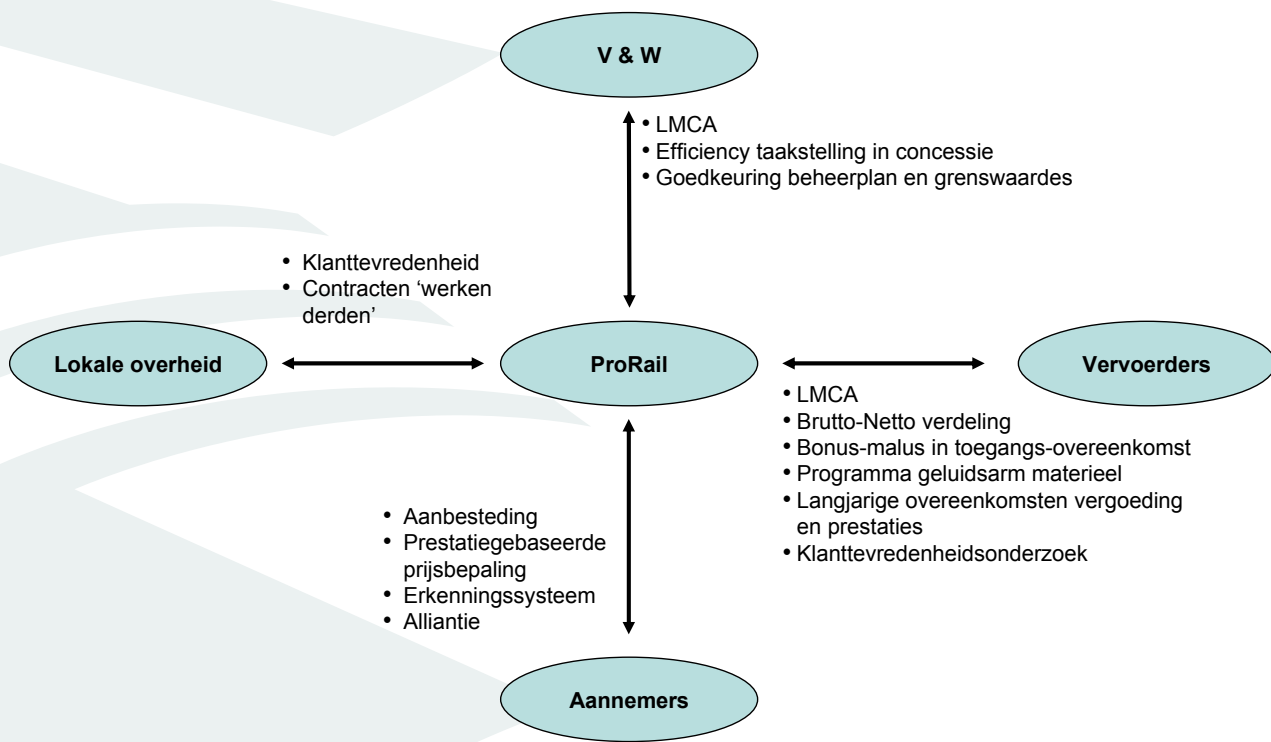 V & W
• LMCA
• Efficiency taakstelling in concessie
• Goedkeuring beheerplan en grenswaardes
• Klanttevredenheid
• Contracten ‘werken
derden’
Lokale overheid
ProRail
Vervoerders
• LMCA
• Brutto-Netto verdeling
• Bonus-malus in toegangs-overeenkomst
• Programma geluidsarm materieel
• Langjarige overeenkomsten vergoeding
en prestaties
• Klanttevredenheidsonderzoek
• Aanbesteding
• Prestatiegebaseerde
prijsbepaling
• Erkenningssysteem
• Alliantie
Aannemers